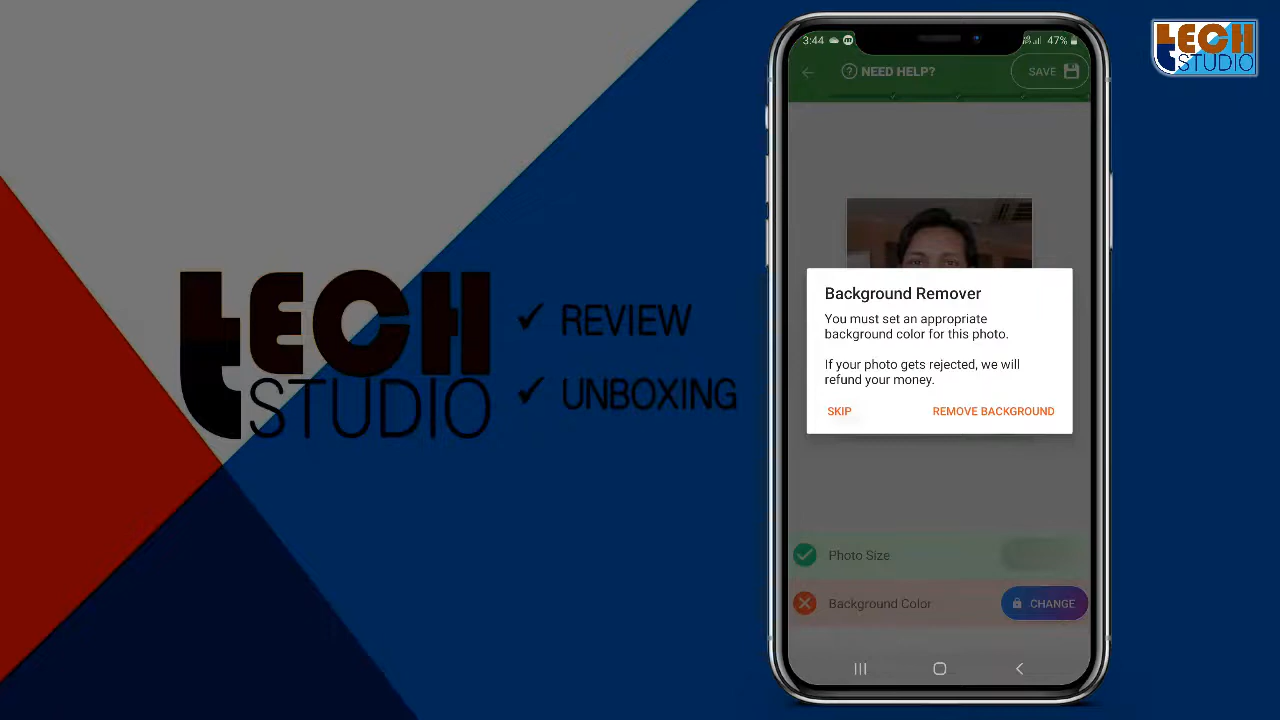 TECH
STUDIO
✓ REVIEW
✓ UNBOXING
3:44
47%
? NEED HELP?
SAVE
Background Remover
You must set an appropriate
background color for this photo.
If your photo gets rejected, we will
refund your money.
SKIP
REMOVE BACKGROUND
Photo Size
Background Color
CHANGE
TECH
STUDIO